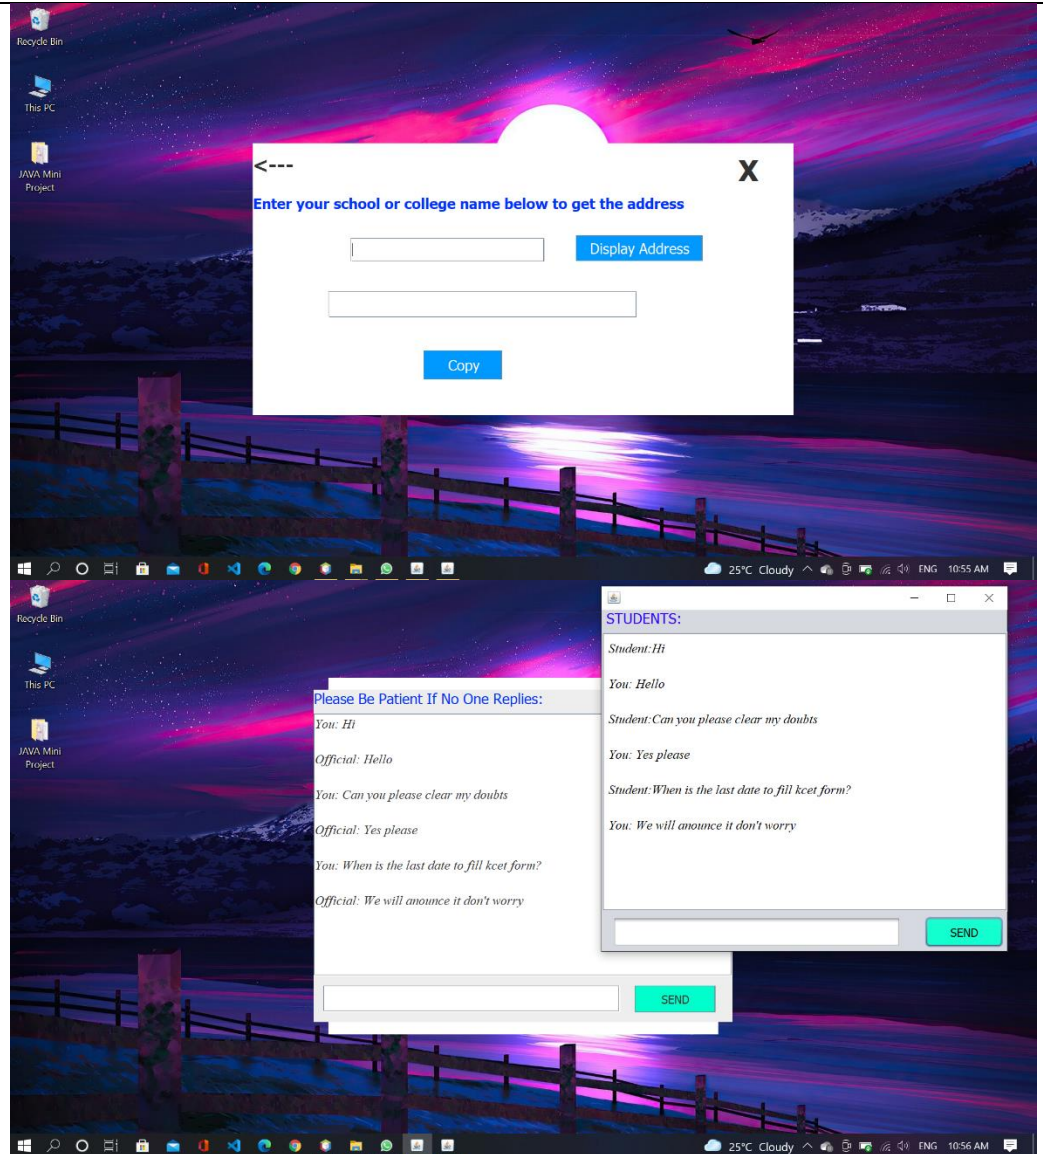 Recycle Bin
This PC
JAVA Mini
Project
<---
X
Enter your school or college name below to get the address
Display Address
Copy
25°C Cloudy
ENG
10:55 AM
Recycle Bin
This PC
JAVA Mini
Project
Please Be Patient If No One Replies:
You: Hi
Official: Hello
You: Can you please clear my doubts
Official: Yes please
You: When is the last date to fill kcet form?
Official: We will anounce it don't worry
SEND
STUDENTS:
Student:Hi
You: Hello
Student:Can you please clear my doubts
You: Yes please
Student:When is the last date to fill kcet form?
You: We will anounce it don't worry
SEND
25°C Cloudy
ENG
10:56 AM